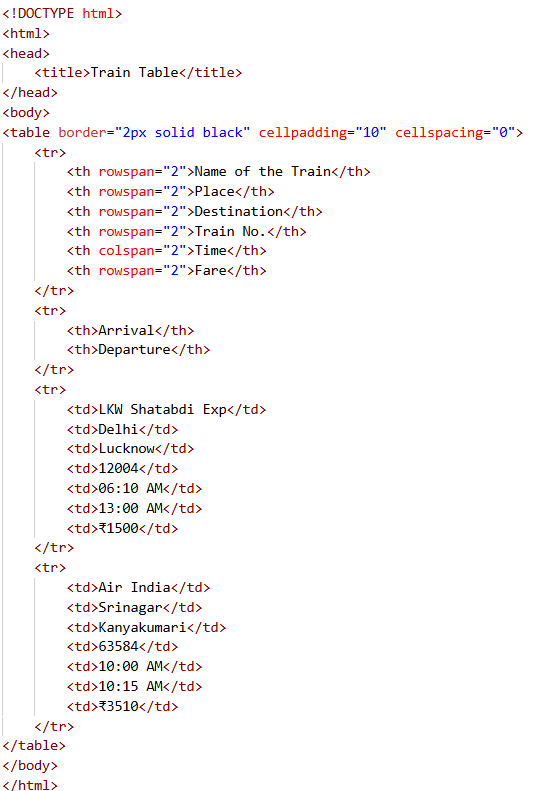 <!DOCTYPE html>
<html>
<head>
    <title>Train Table</title>
</head>
<body>
<table border="2px solid black" cellpadding="10" cellspacing="0">
    <tr>
        <th rowspan="2">Name of the Train</th>
        <th rowspan="2">Place</th>
        <th rowspan="2">Destination</th>
        <th rowspan="2">Train No.</th>
        <th colspan="2">Time</th>
        <th rowspan="2">Fare</th>
    </tr>
    <tr>
        <th>Arrival</th>
        <th>Departure</th>
    </tr>
    <tr>
        <td>LKW Shatabdi Exp</td>
        <td>Delhi</td>
        <td>Lucknow</td>
        <td>12004</td>
        <td>06:10 AM</td>
        <td>13:00 AM</td>
        <td>₹1500</td>
    </tr>
    <tr>
        <td>Air India</td>
        <td>Srinagar</td>
        <td>Kanyakumari</td>
        <td>63584</td>
        <td>10:00 AM</td>
        <td>10:15 AM</td>
        <td>₹3510</td>
    </tr>
</table>
</body>
</html>